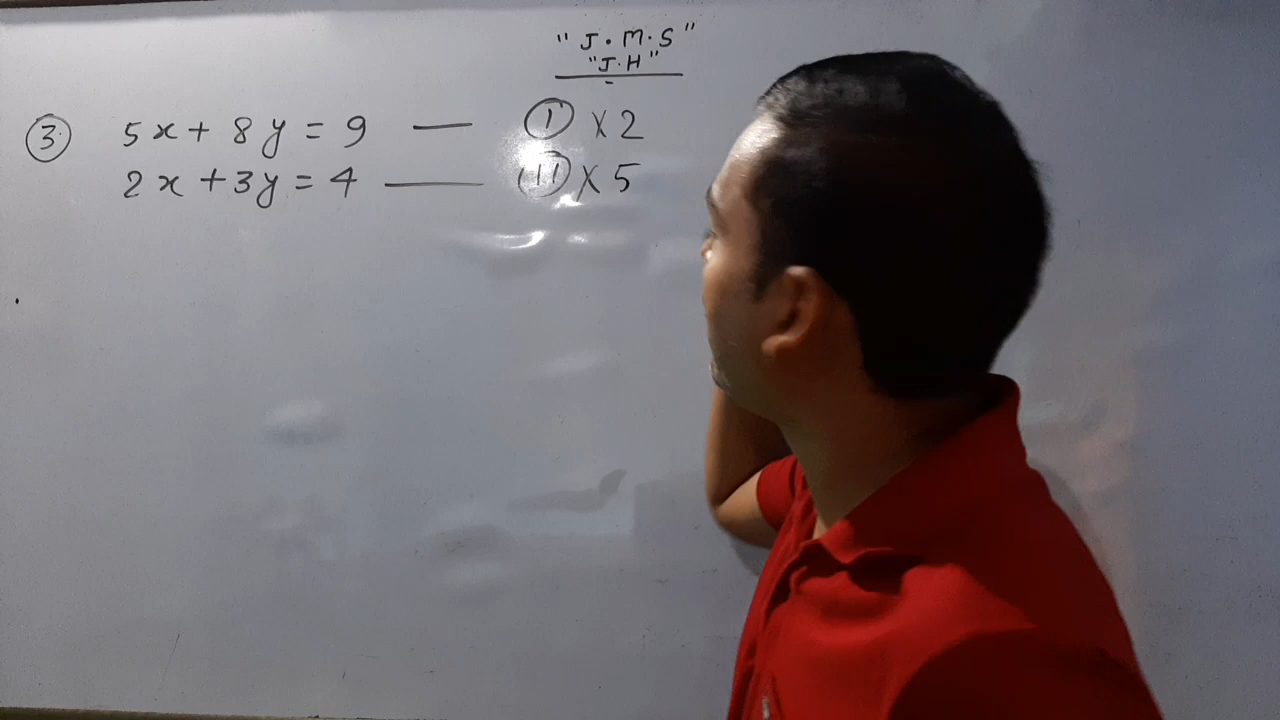 "J.M.S"
"J.H"
③ 5x + 8y = 9 — ① × 2
2x + 3y = 4 — ⑪ × 5